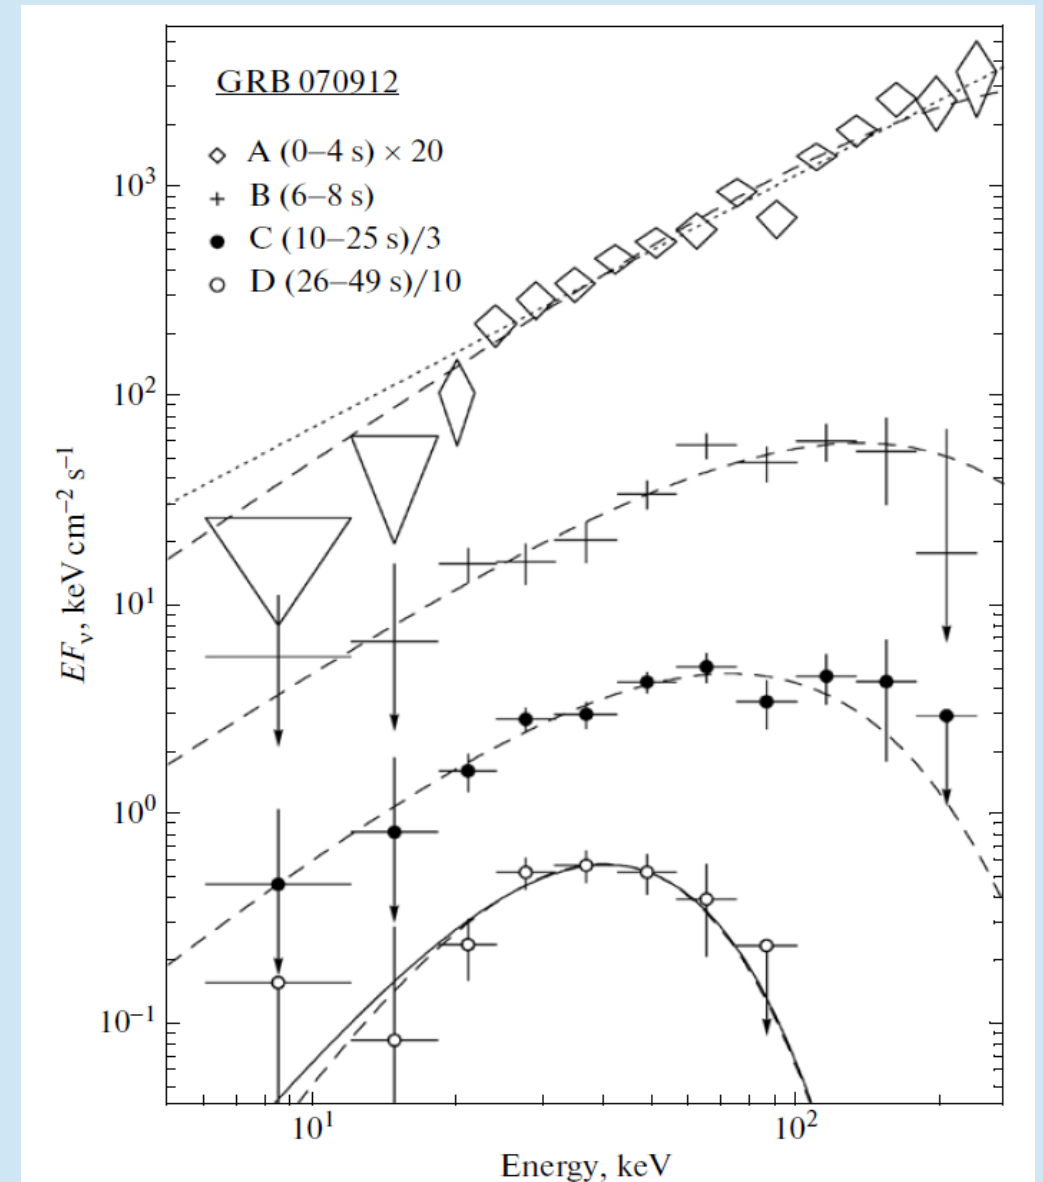 GRB 070912
A (0–4 s) × 20
B (6–8 s)
C (10–25 s)/3
D (26–49 s)/10
10³
10²
10¹
10⁰
10⁻¹
EFᵥ, keV cm⁻² s⁻¹
10¹
10²
Energy, keV